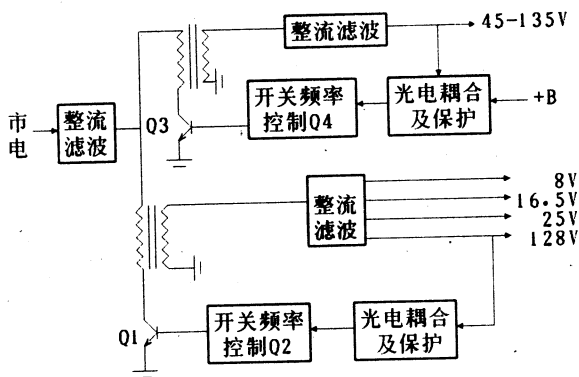 整流滤波
45-135V
开关频率
控制Q4
光电耦合
及保护
+B
市
电
整流
滤波
Q3
整流
滤波
8V
16.5V
25V
128V
Q1
开关频率
控制Q2
光电耦合
及保护